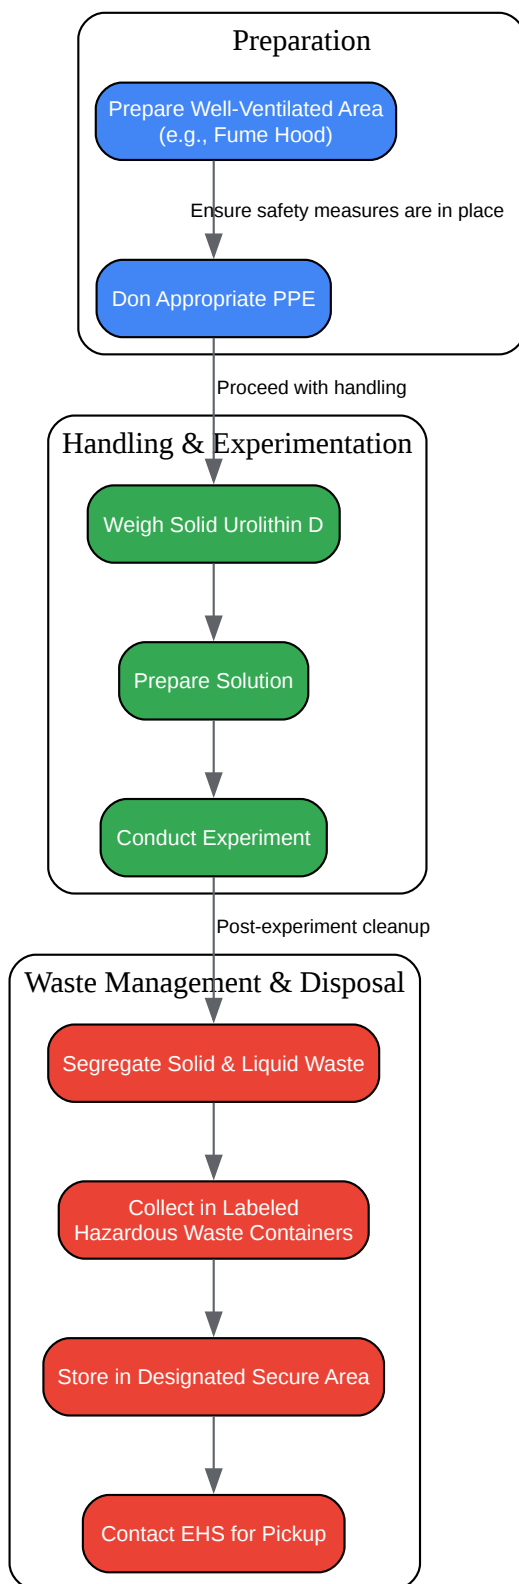 Preparation
Prepare Well-Ventilated Area
(e.g., Fume Hood)
Ensure safety measures are in place
Don Appropriate PPE
Proceed with handling
Handling & Experimentation
Weigh Solid Urolithin D
Prepare Solution
Conduct Experiment
Post-experiment cleanup
Waste Management & Disposal
Segregate Solid & Liquid Waste
Collect in Labeled
Hazardous Waste Containers
Store in Designated Secure Area
Contact EHS for Pickup